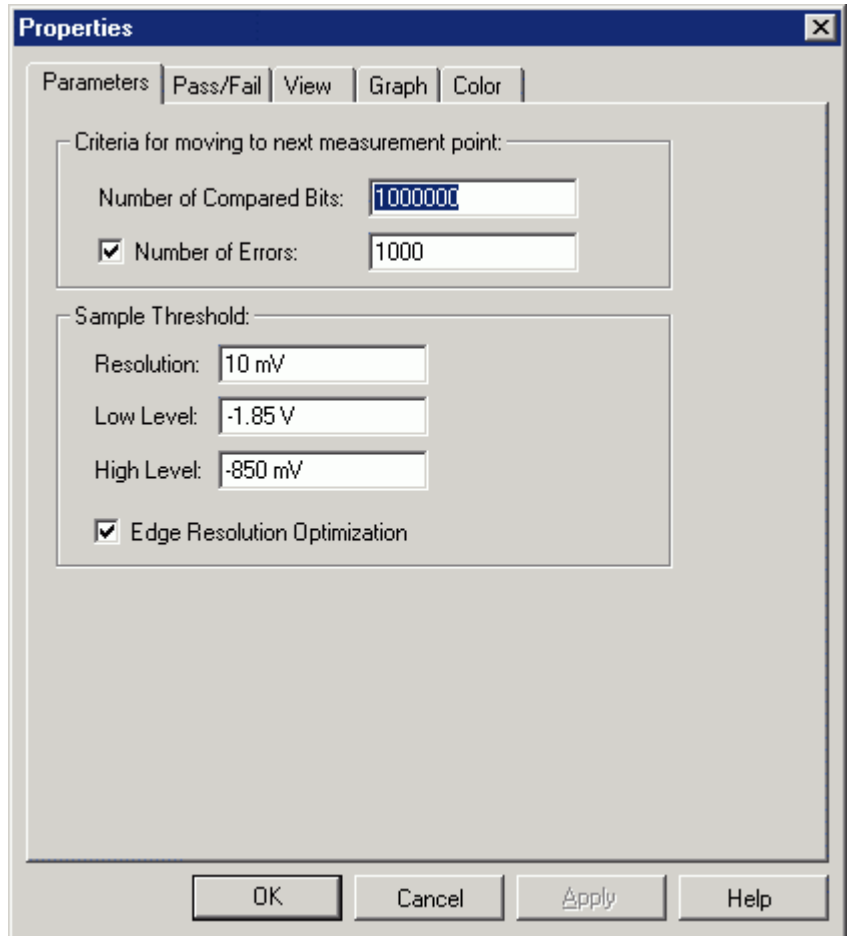 Properties
Parameters Pass/Fail View Graph Color
Criteria for moving to next measurement point:
Number of Compared Bits: 1000000
Number of Errors: 1000
Sample Threshold:
Resolution: 10 mV
Low Level: -1.85 V
High Level: -850 mV
Edge Resolution Optimization
OK Cancel Apply Help